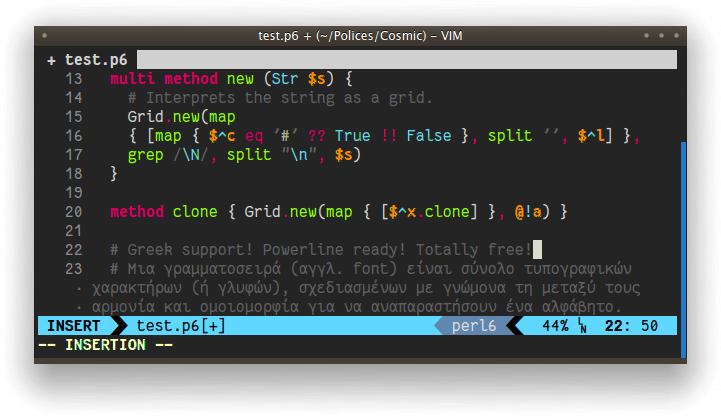 test.p6 + (~/Polices/Cosmic) - VIM
+ test.p6
13 multi method new (Str $s) {
14 # Interprets the string as a grid.
15 Grid.new(map
16 { [map { $^c eq ‘#’ ?? True !! False }, split ‘’, $^l] },
17 grep /\N/, split "\n", $s)
18 }
19
20 method clone { Grid.new(map { [$^x.clone] }, @!a) }
21
22 # Greek support! Powerline ready! Totally free!
23 # Μια γραμματοσειρά (αγγλ. font) είναι σύνολο τυπογραφικών
· χαρακτήρων (ή γλυφών), σχεδιασμένων με γνώμονα τη μεταξύ τους
· αρμονία και ομοιομορφία για να αναπαραστήσουν ένα αλφάβητο.
INSERT test.p6[+] perl6 44% LN 22: 50
-- INSERTION --